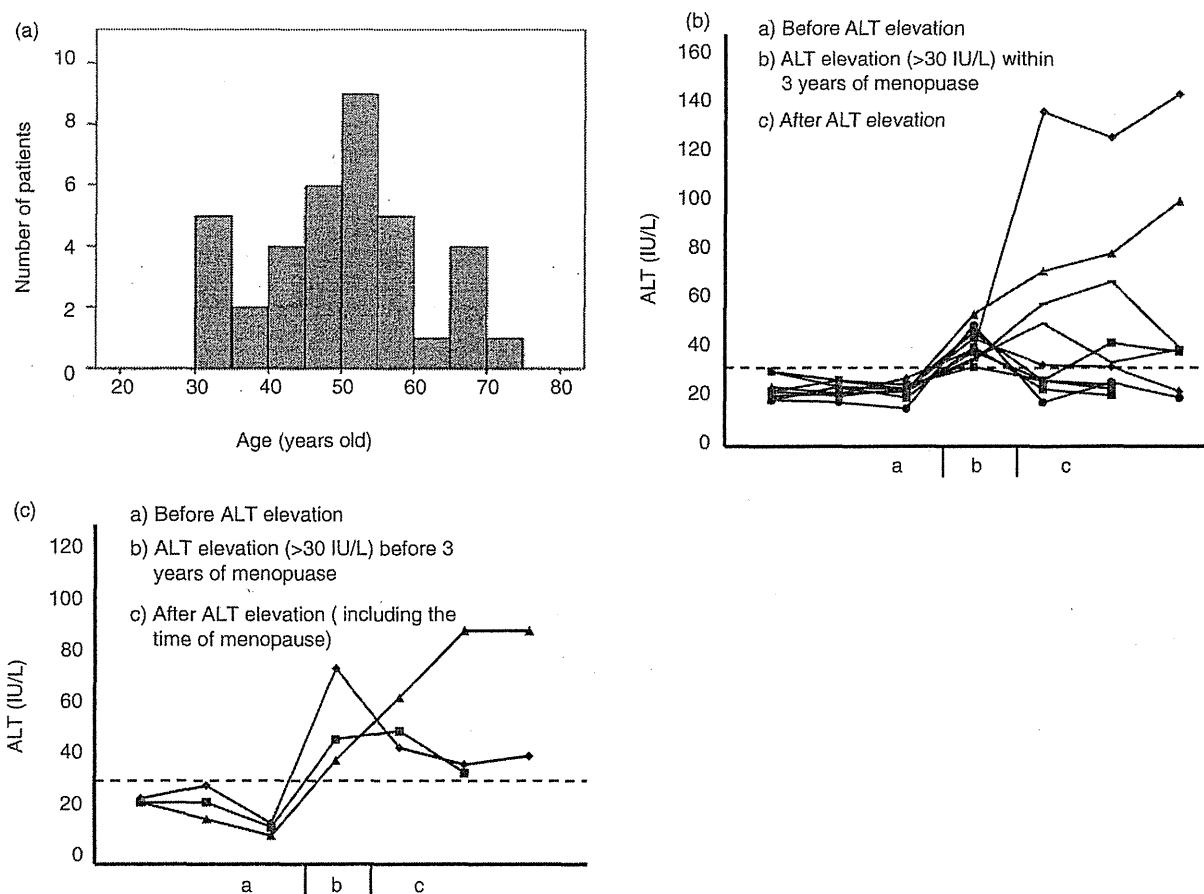 (a)
10
8
6
4
2
0
Number of patients
20 30 40 50 60 70 80
Age (years old)
(b)
a) Before ALT elevation
b) ALT elevation (>30 IU/L) within
3 years of menopuase
c) After ALT elevation
160
140
120
100
80
60
40
20
0
ALT (IU/L)
a b c
(c)
a) Before ALT elevation
b) ALT elevation (>30 IU/L) before 3
years of menopuase
c) After ALT elevation ( including the
time of menopause)
120
100
80
60
40
20
0
ALT (IU/L)
a b c